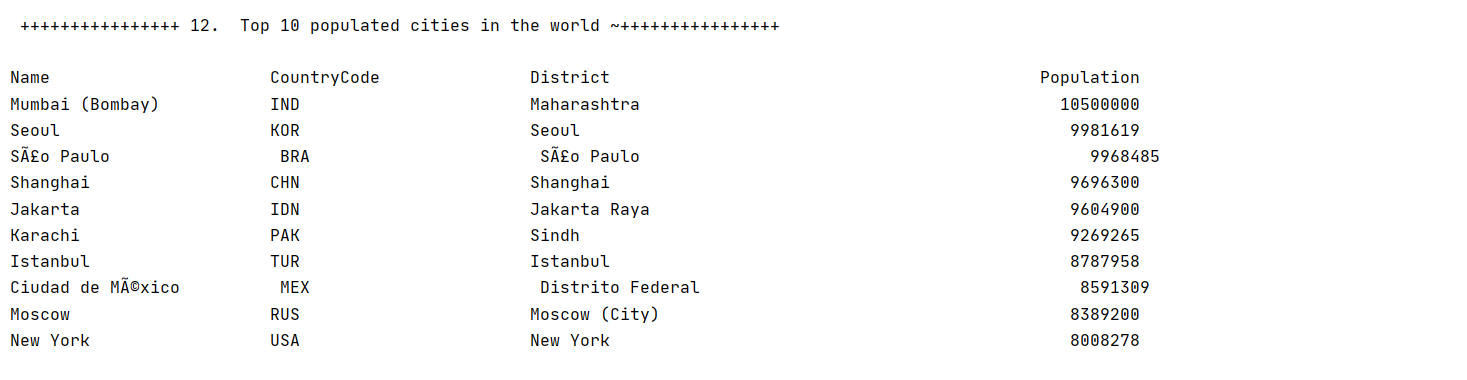 ++++++++++++++++ 12.  Top 10 populated cities in the world ~++++++++++++++++
Name                      CountryCode               District                                           Population
Mumbai (Bombay)           IND                       Maharashtra                                          10500000
Seoul                     KOR                       Seoul                                                 9981619
SÃ£o Paulo                 BRA                       SÃ£o Paulo                                             9968485
Shanghai                  CHN                       Shanghai                                              9696300
Jakarta                   IDN                       Jakarta Raya                                          9604900
Karachi                   PAK                       Sindh                                                 9269265
Istanbul                  TUR                       Istanbul                                              8787958
Ciudad de MÃ©xico          MEX                       Distrito Federal                                      8591309
Moscow                    RUS                       Moscow (City)                                         8389200
New York                  USA                       New York                                              8008278